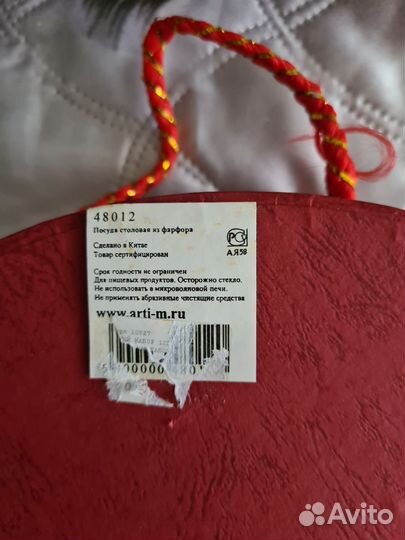 48012
Посуда столовая из фарфора
Сделано в Китае
Товар сертифицирован
АЯ58
Срок годности не ограничен
Для пищевых продуктов. Осторожно стекло.
Не использовать в микроволновой печи.
Не применять абразивные чистящие средства
www.arti-m.ru
Avito